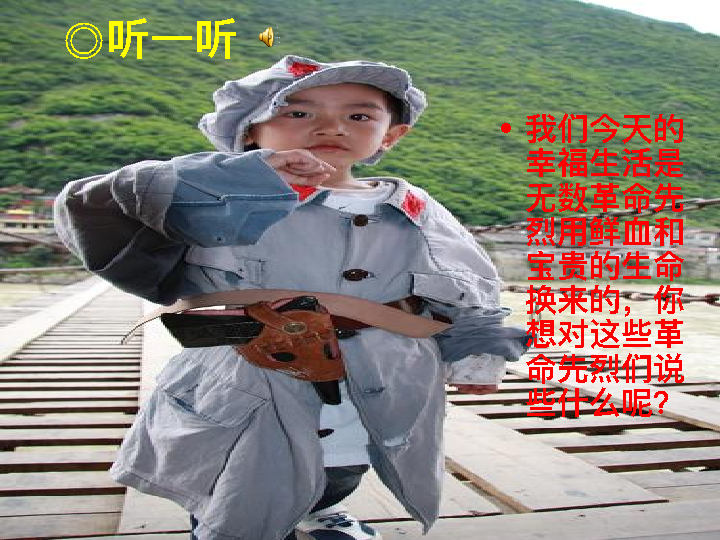 ◎听一听
• 我们今天的
幸福生活是
无数革命先
烈用鲜血和
宝贵的生命
换来的，你
想对这些革
命先烈们说
些什么呢？